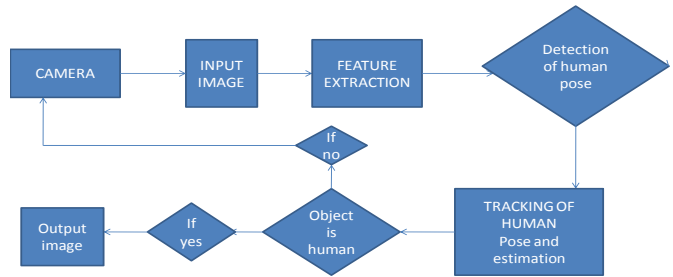 CAMERA
INPUT
IMAGE
FEATURE
EXTRACTION
Detection
of human
pose
If
no
TRACKING OF
HUMAN
Pose and
estimation
Object
is
human
If
yes
Output
image